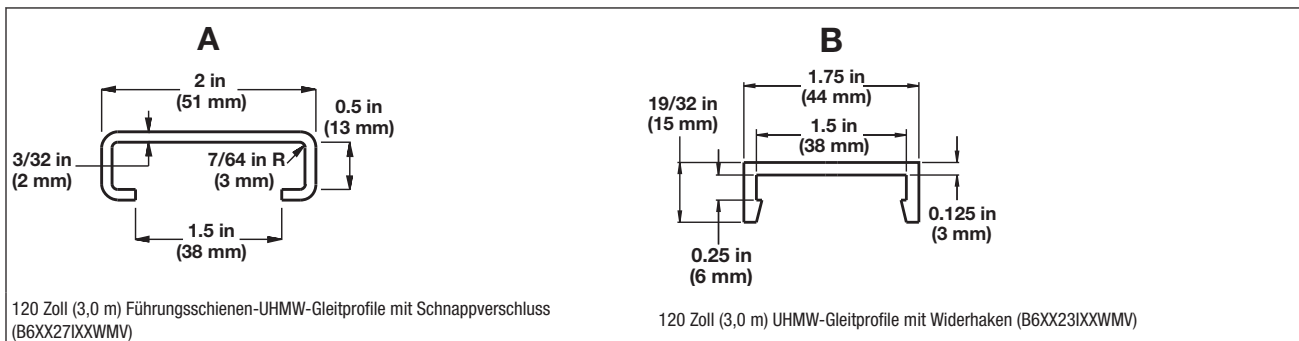 A
2 in
(51 mm)
0.5 in
(13 mm)
3/32 in
(2 mm)
7/64 in R
(3 mm)
1.5 in
(38 mm)
120 Zoll (3,0 m) Führungsschienen-UHMW-Gleitprofile mit Schnappverschluss
(B6XX27IXXWMV)
B
1.75 in
(44 mm)
19/32 in
(15 mm)
1.5 in
(38 mm)
0.125 in
(3 mm)
0.25 in
(6 mm)
120 Zoll (3,0 m) UHMW-Gleitprofile mit Widerhaken (B6XX23IXXWMV)